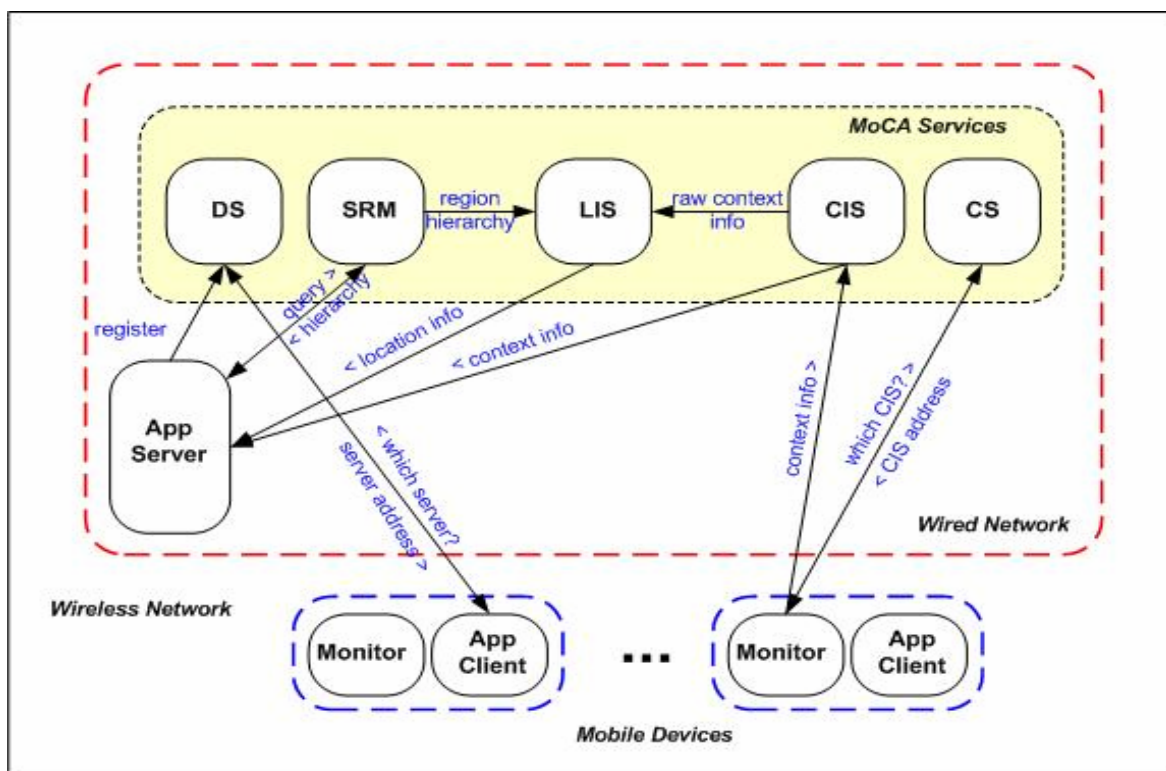 MoCA Services
DS
SRM
region
hierarchy
LIS
raw context
info
CIS
CS
register
query >
< hierarchy
< location info
< context info
context info >
which CIS? >
< CIS address
App
Server
< which server?
server address >
Wired Network
Wireless Network
Monitor
App
Client
...
Monitor
App
Client
Mobile Devices